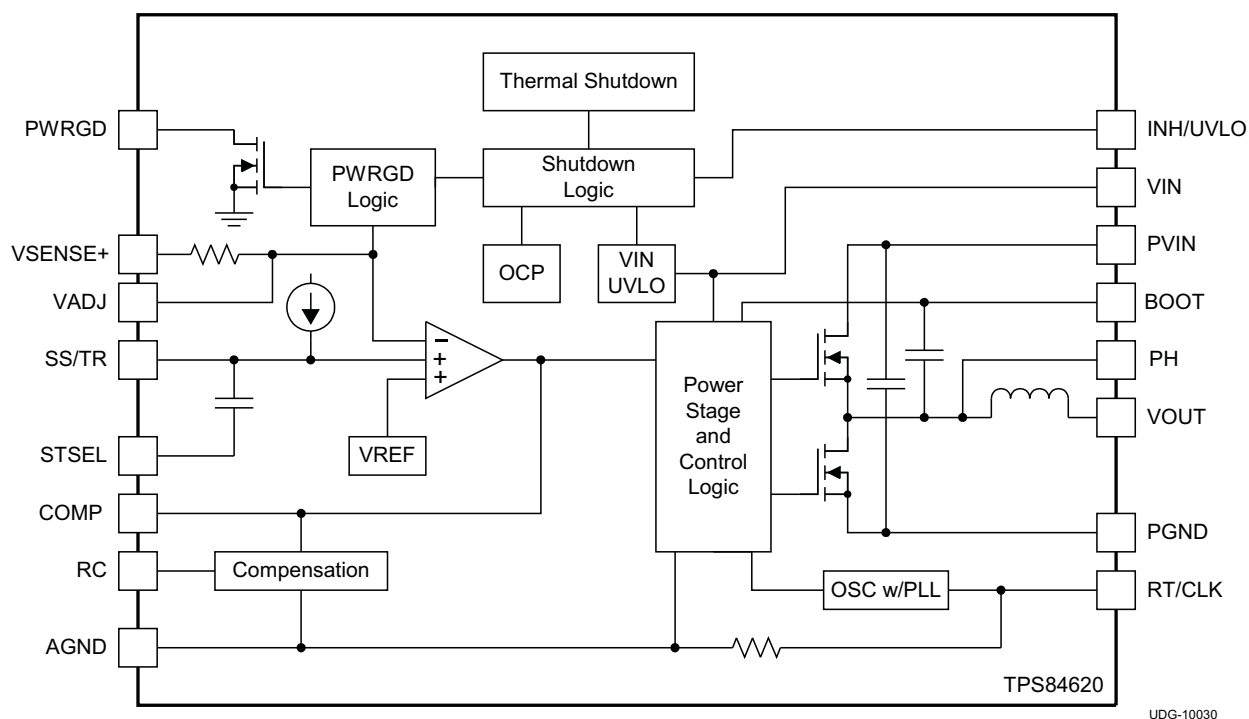 Thermal Shutdown
PWRGD
INH/UVLO
PWRGD
Logic
Shutdown
Logic
VIN
VSENSE+
OCP
VIN
UVLO
PVIN
VADJ
BOOT
SS/TR
PH
Power
Stage
and
Control
Logic
VOUT
STSEL
VREF
COMP
PGND
RC
Compensation
OSC w/PLL
RT/CLK
AGND
TPS84620
UDG-10030